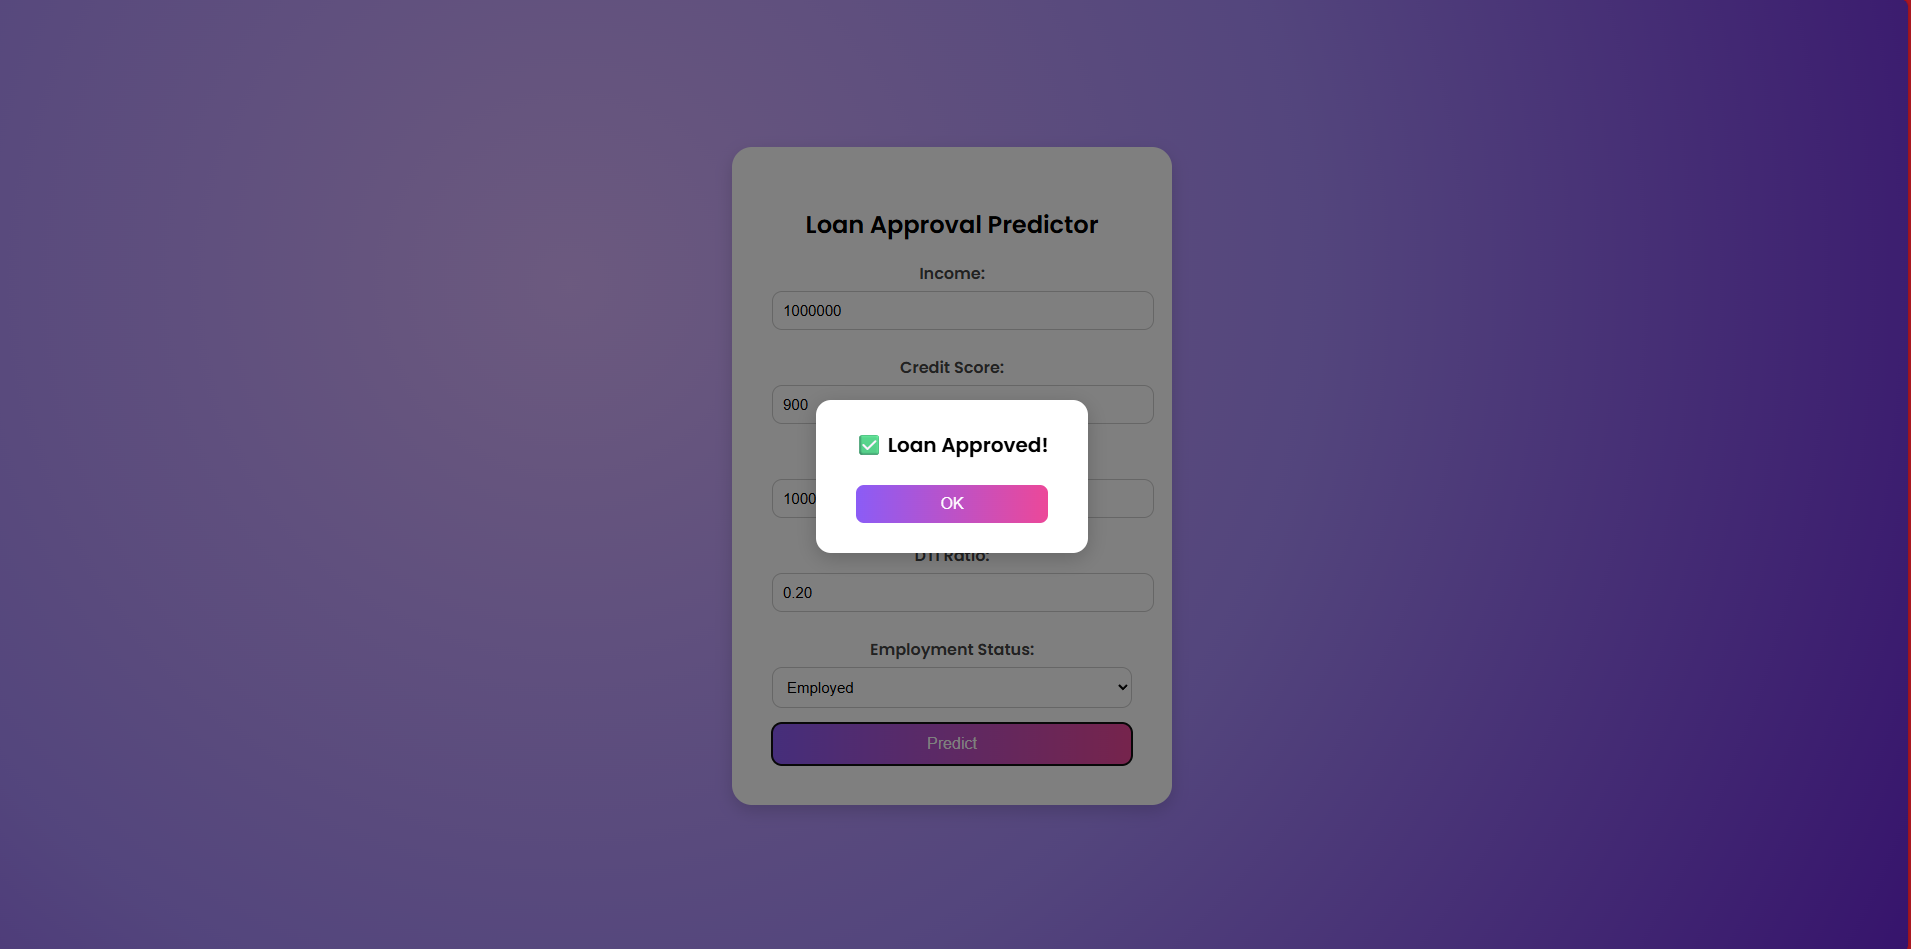 Loan Approval Predictor
Income:
1000000
Credit Score:
900
✅ Loan Approved!
OK
DTI Ratio:
0.20
Employment Status:
Employed
Predict